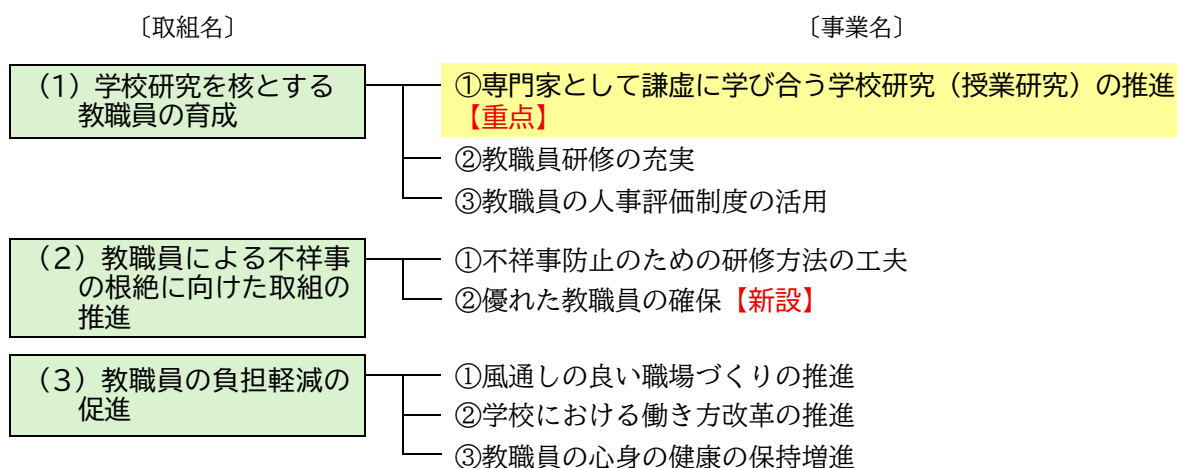 〔取組名〕
〔事業名〕
（1）学校研究を核とする
教職員の育成
①専門家として謙虚に学び合う学校研究（授業研究）の推進
【重点】
②教職員研修の充実
③教職員の人事評価制度の活用
（2）教職員による不祥事
の根絶に向けた取組の
推進
①不祥事防止のための研修方法の工夫
②優れた教職員の確保【新設】
（3）教職員の負担軽減の
促進
①風通しの良い職場づくりの推進
②学校における働き方改革の推進
③教職員の心身の健康の保持増進